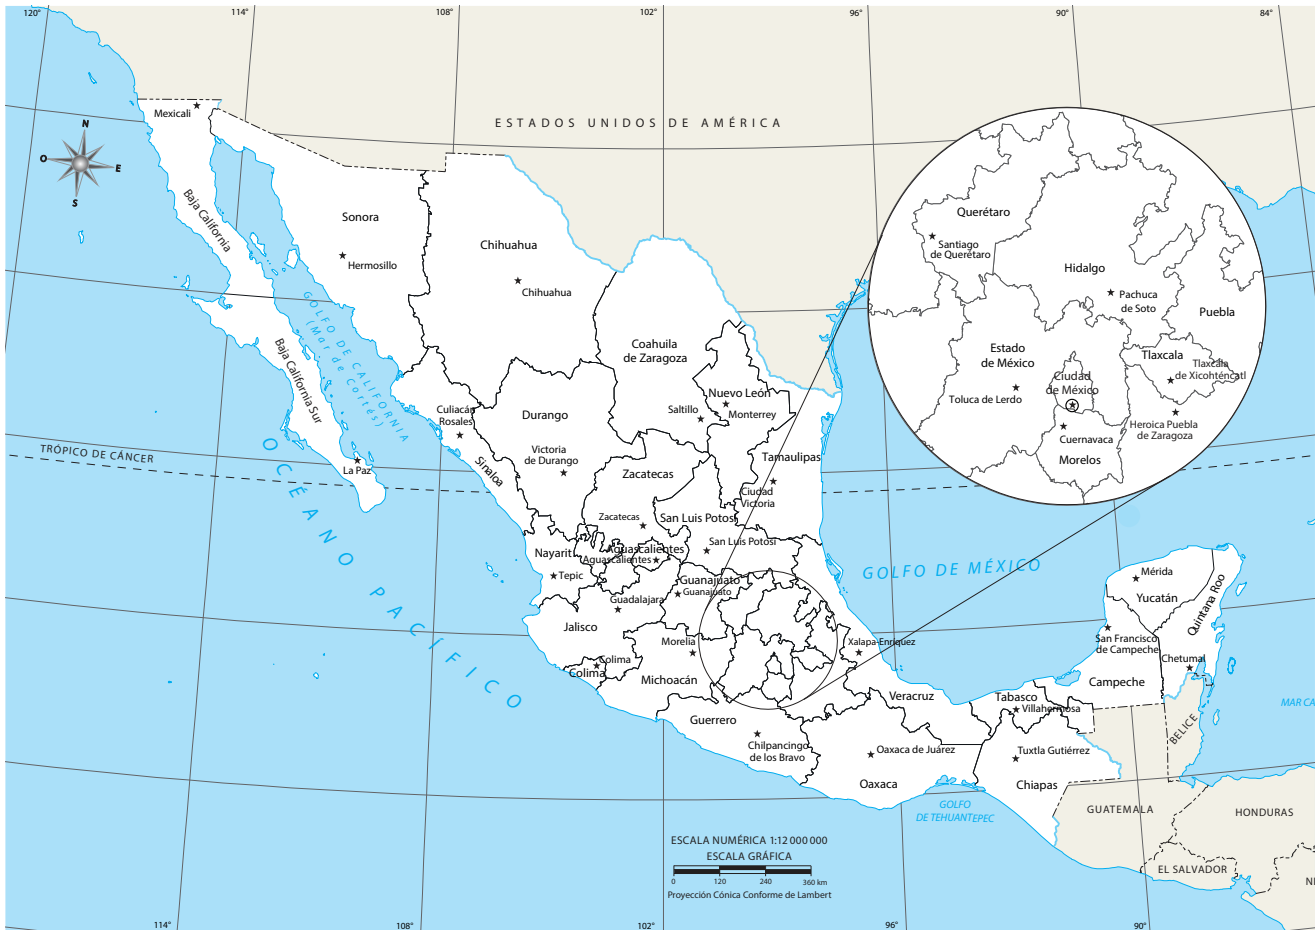 120°
114°
108°
102°
96°
90°
84°
Mexicali
ESTADOS UNIDOS DE AMÉRICA
N
O
E
S
Baja California
Sonora
Hermosillo
Chihuahua
Chihuahua
GOLFO DE CALIFORNIA
(Mar de Cortés)
Baja California Sur
La Paz
Coahuila
de Zaragoza
Nuevo León
Monterrey
Saltillo
Culiacán
Rosales
Sinaloa
Durango
Victoria
de Durango
Zacatecas
Zacatecas
Tamaulipas
Ciudad
Victoria
San Luis Potosí
San Luis Potosí
TRÓPICO DE CÁNCER
OCÉANO PACÍFICO
Nayarit
Tepic
Aguascalientes
Aguascalientes
Guanajuato
Guanajuato
Guadalajara
Jalisco
Colima
Colima
Morelia
Michoacán
Guerrero
Chilpancingo
de los Bravo
Xalapa-Enríquez
Veracruz
Oaxaca de Juárez
Oaxaca
Tabasco
Villahermosa
Tuxtla Gutiérrez
Chiapas
GOLFO DE MÉXICO
Mérida
Yucatán
Quintana Roo
San Francisco
de Campeche
Chetumal
Campeche
BELICE
MAR CA
GUATEMALA
HONDURAS
EL SALVADOR
NI
GOLFO
DE TEHUANTEPEC
Querétaro
Santiago
de Querétaro
Hidalgo
Pachuca
de Soto
Puebla
Estado
de México
Toluca de Lerdo
Ciudad
de México
Tlaxcala
Tlaxcala
de Xicohténcatl
Heroica Puebla
de Zaragoza
Cuernavaca
Morelos
ESCALA NUMÉRICA 1:12 000 000
ESCALA GRÁFICA
0 120 240 360 km
Proyección Cónica Conforme de Lambert
114°
108°
102°
96°
90°